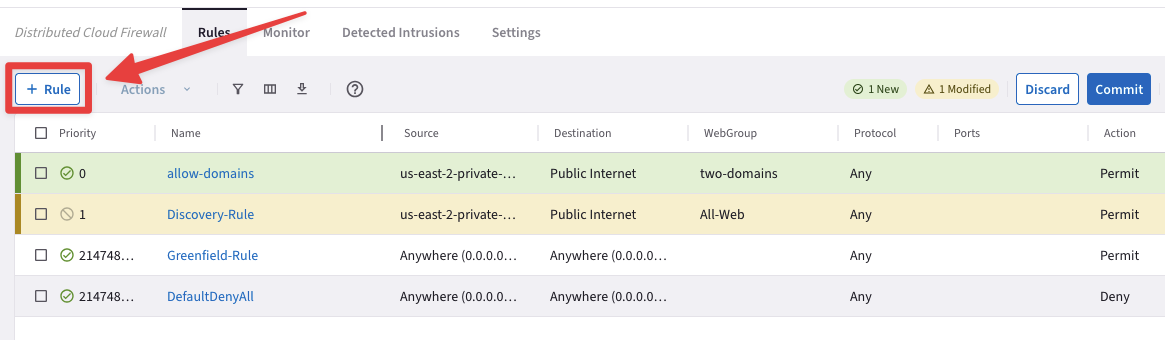 Distributed Cloud Firewall Rules Monitor Detected Intrusions Settings
+ Rule Actions 1 New 1 Modified Discard Commit
Priority Name Source Destination WebGroup Protocol Ports Action
0 allow-domains us-east-2-private-... Public Internet two-domains Any Permit
1 Discovery-Rule us-east-2-private-... Public Internet All-Web Any Permit
214748... Greenfield-Rule Anywhere (0.0.0.0... Anywhere (0.0.0.0... Any Permit
214748... DefaultDenyAll Anywhere (0.0.0.0... Anywhere (0.0.0.0... Any Deny